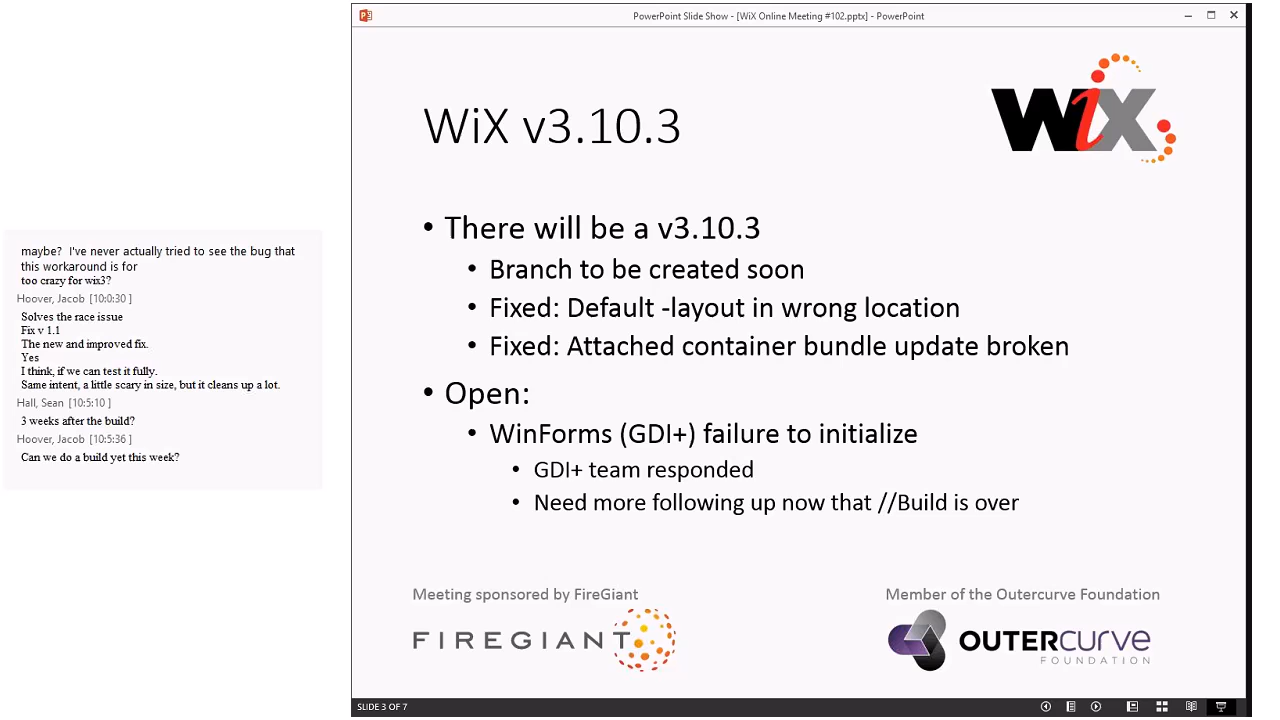 PowerPoint Slide Show - [WiX Online Meeting #102.pptx] - PowerPoint
WiX v3.10.3
WiX
• There will be a v3.10.3
• Branch to be created soon
• Fixed: Default -layout in wrong location
• Fixed: Attached container bundle update broken
• Open:
• WinForms (GDI+) failure to initialize
• GDI+ team responded
• Need more following up now that //Build is over
Meeting sponsored by FireGiant
FIREGIANT
Member of the Outercurve Foundation
OUTERCURVE
FOUNDATION
SLIDE 3 OF 7
maybe? I've never actually tried to see the bug that
this workaround is for
too crazy for wix3?
Hoover, Jacob [10:0:30 ]
Solves the race issue
Fix v 1.1
The new and improved fix.
Yes
I think, if we can test it fully.
Same intent, a little scary in size, but it cleans up a lot.
Hall, Sean [10:5:10 ]
3 weeks after the build?
Hoover, Jacob [10:5:36 ]
Can we do a build yet this week?